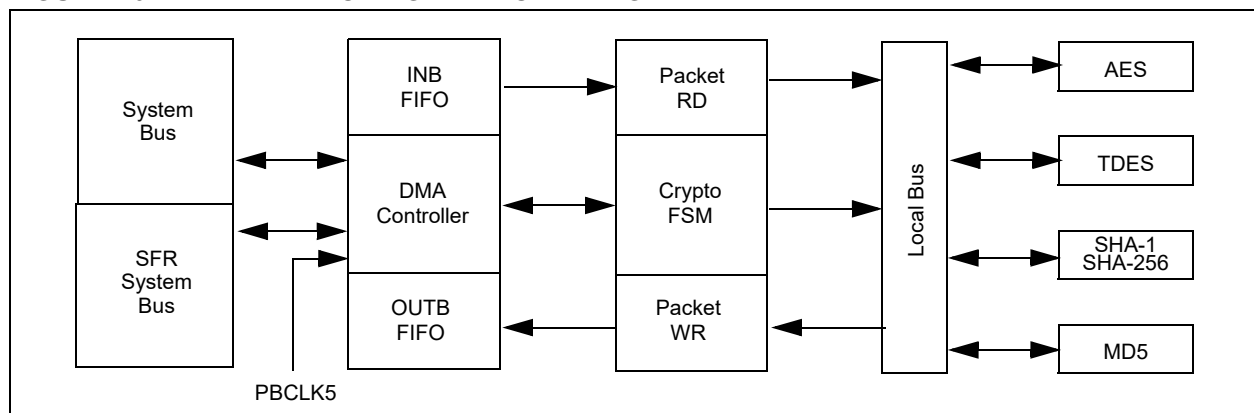 System
Bus
SFR
System
Bus
INB
FIFO
DMA
Controller
OUTB
FIFO
PBCLK5
Packet
RD
Crypto
FSM
Packet
WR
Local Bus
AES
TDES
SHA-1
SHA-256
MD5